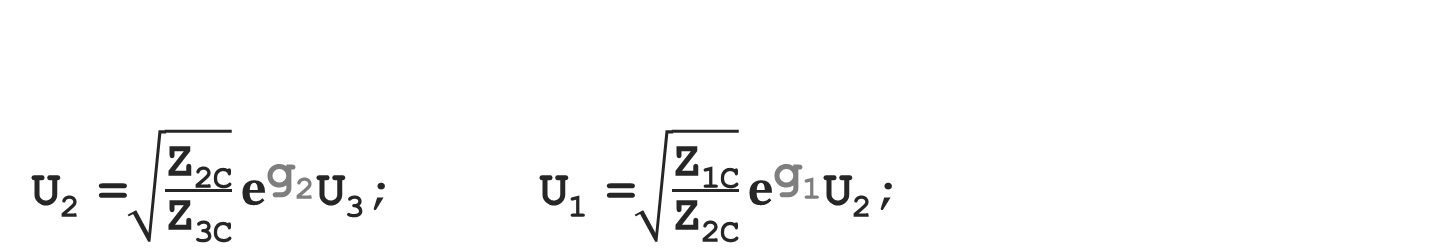 U₂ = √(Z₂C/Z₃C) e^g₂ U₃;    U₁ = √(Z₁C/Z₂C) e^g₁ U₂;